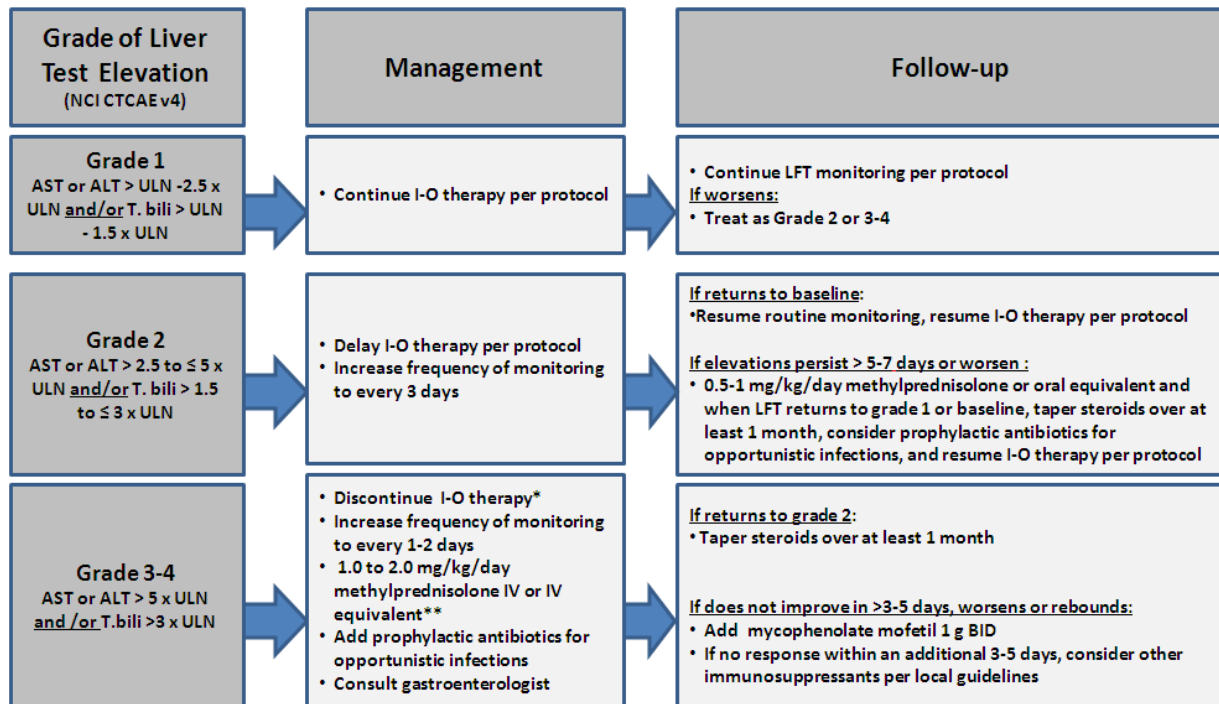 Grade of Liver
Test Elevation
(NCI CTCAE v4)
Management
Follow-up
Grade 1
AST or ALT > ULN -2.5 x
ULN and/or T. bili > ULN
- 1.5 x ULN
• Continue I-O therapy per protocol
• Continue LFT monitoring per protocol
If worsens:
• Treat as Grade 2 or 3-4
Grade 2
AST or ALT > 2.5 to ≤ 5 x
ULN and/or T. bili > 1.5
to ≤ 3 x ULN
• Delay I-O therapy per protocol
• Increase frequency of monitoring
to every 3 days
If returns to baseline:
•Resume routine monitoring, resume I-O therapy per protocol
If elevations persist > 5-7 days or worsen :
• 0.5-1 mg/kg/day methylprednisolone or oral equivalent and
when LFT returns to grade 1 or baseline, taper steroids over at
least 1 month, consider prophylactic antibiotics for
opportunistic infections, and resume I-O therapy per protocol
Grade 3-4
AST or ALT > 5 x ULN
and /or T.bili >3 x ULN
• Discontinue I-O therapy*
• Increase frequency of monitoring
to every 1-2 days
• 1.0 to 2.0 mg/kg/day
methylprednisolone IV or IV
equivalent**
• Add prophylactic antibiotics for
opportunistic infections
• Consult gastroenterologist
If returns to grade 2:
•Taper steroids over at least 1 month
If does not improve in >3-5 days, worsens or rebounds:
• Add mycophenolate mofetil 1 g BID
• If no response within an additional 3-5 days, consider other
immunosuppressants per local guidelines